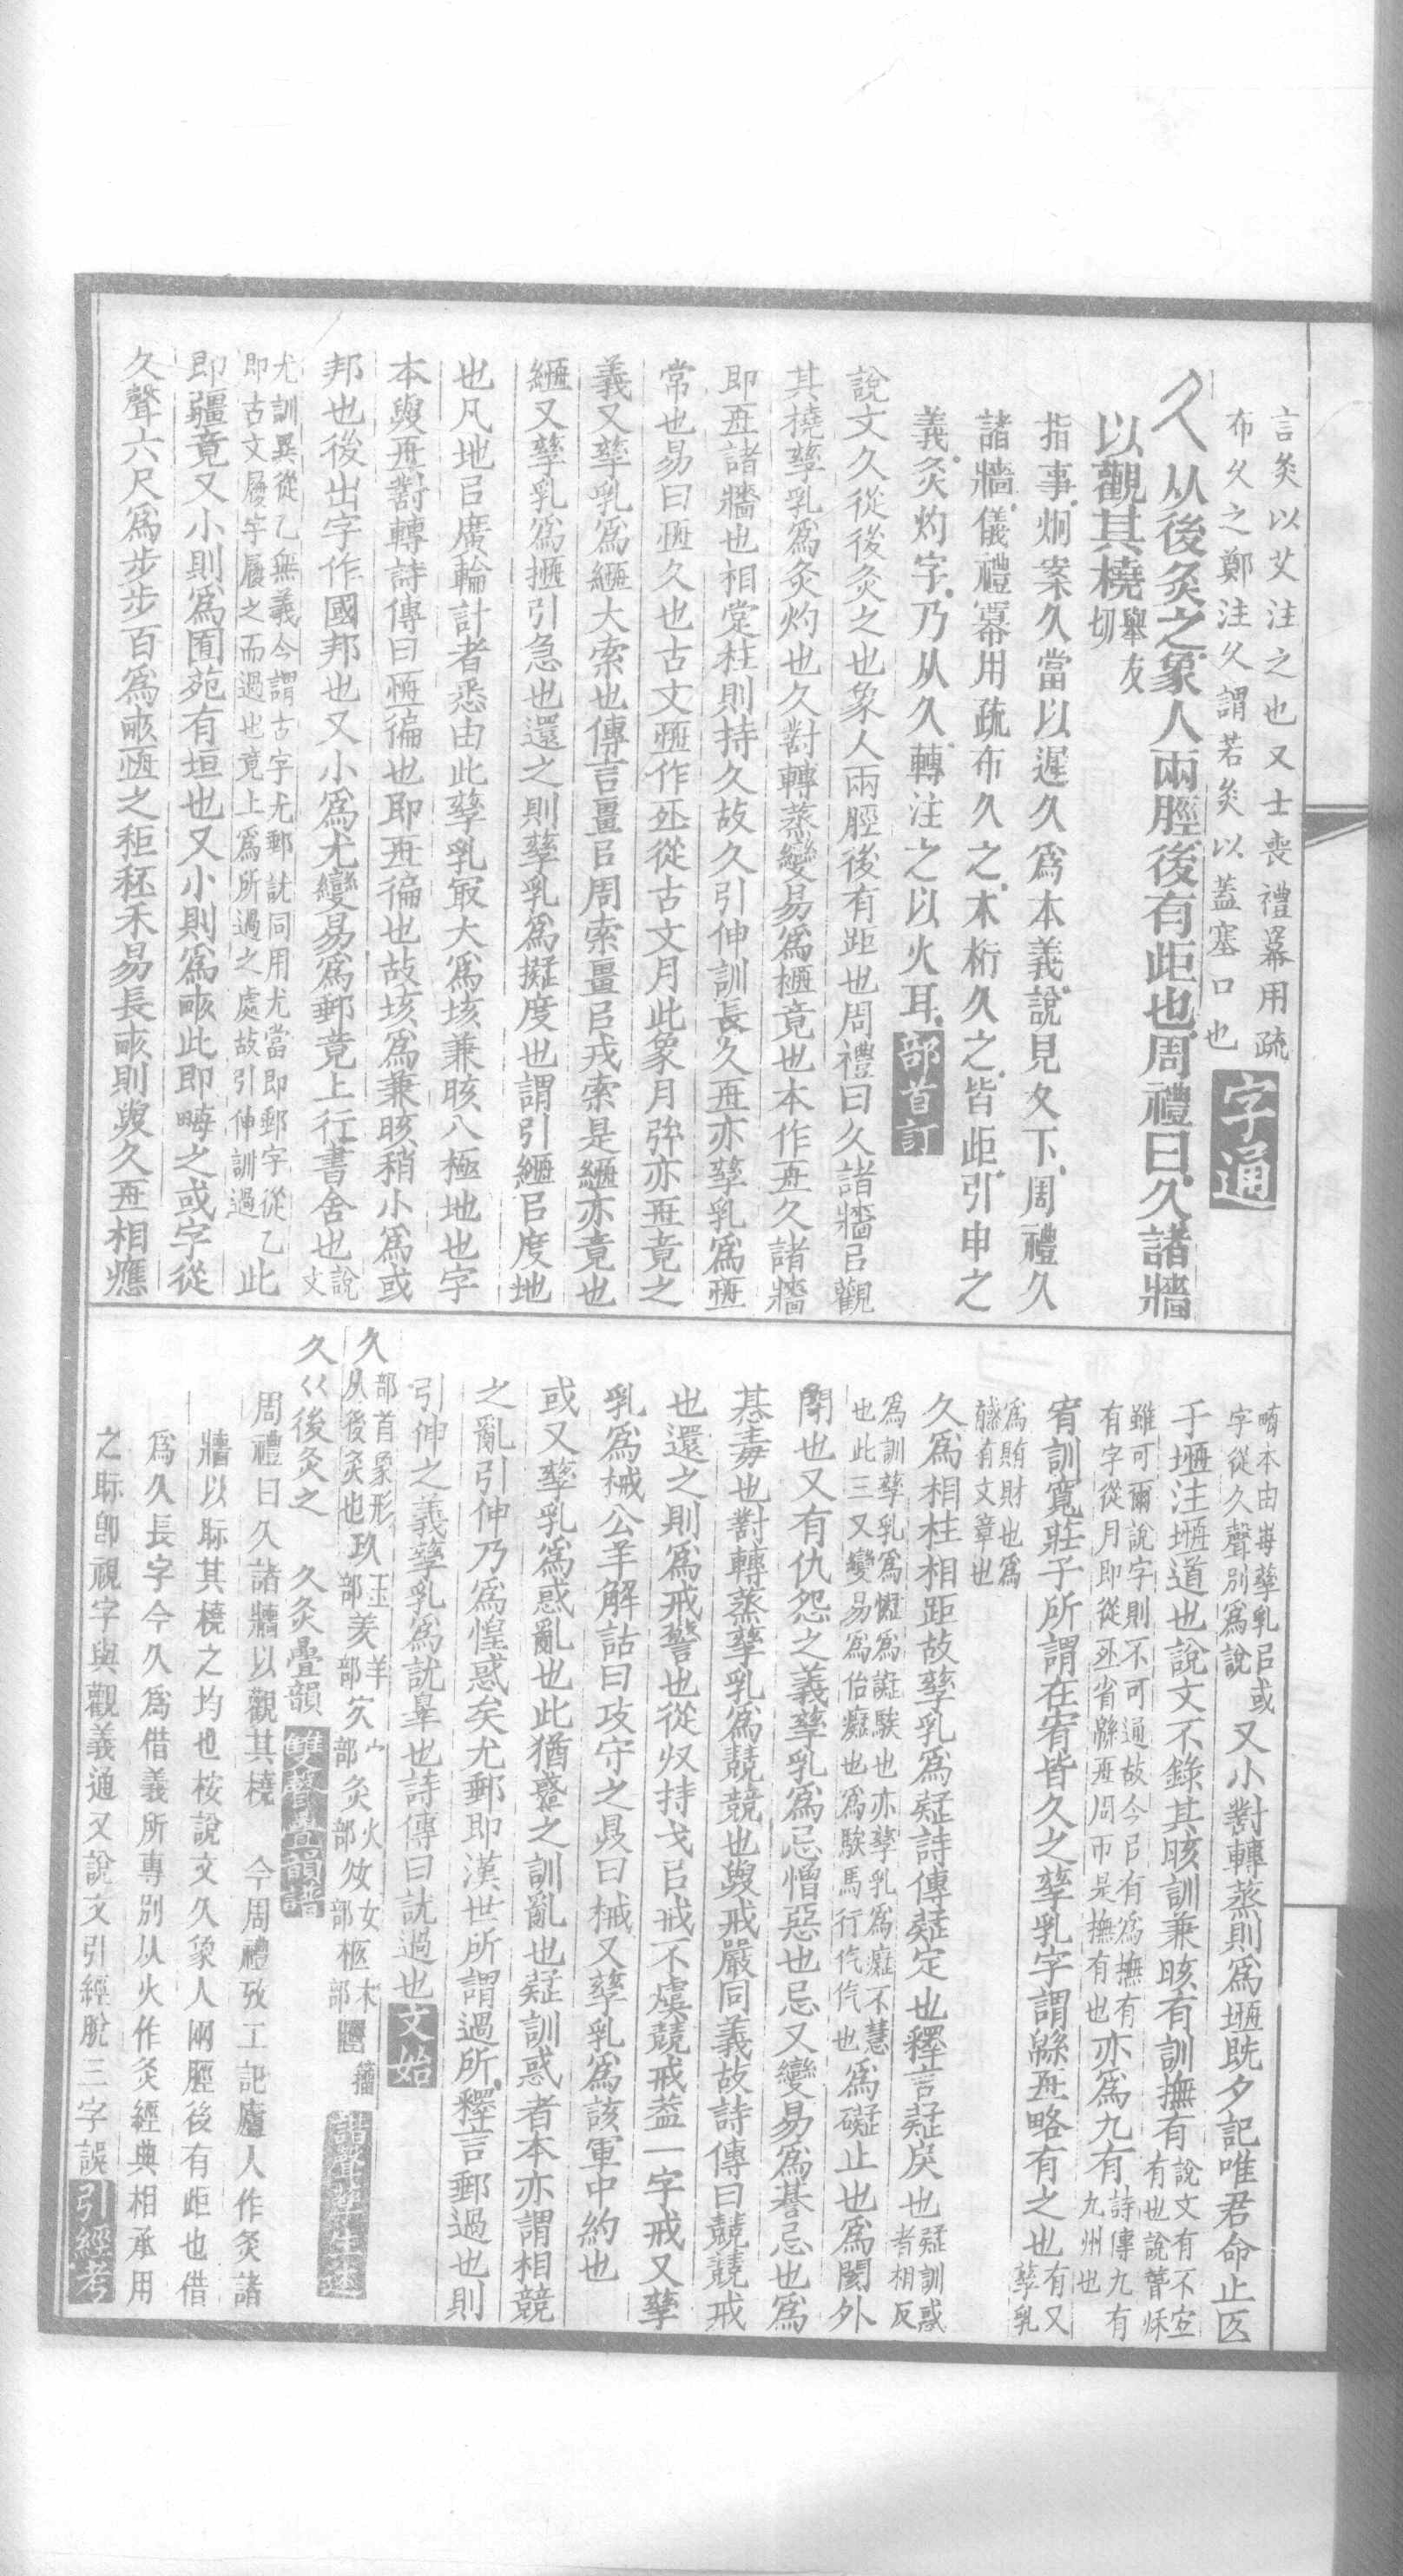 言灸以艾注之也又士喪禮冪用疏
布久之鄭注久謂若灸以蓋塞口也 字通
久从後灸之象人兩脛後有距也周禮曰久諸牆
以觀其橈 舉友切
指事炯案久當以遲久爲本義說見夂下周禮久
諸牆儀禮冪用疏布久之木桁久之皆歫引申之
義灸灼字乃从久轉注之以火耳 部首訂
說文久從後灸之也象人兩脛後有距也周禮曰久諸牆㠯觀
其橈孳乳爲灸灼也久對轉蒸變易爲㮓竟也本作亙久諸牆
即亙諸牆也相堂柱則持久故久引伸訓長久亙亦孳乳爲恆
常也易曰恆久也古文恆作亙從古文月此象月弦亦亙竟之
義又孳乳爲緪大索也傳言畺㠯周索畺㠯戎索是緪亦竟也
緪又孳乳爲搄引急也還之則孳乳爲擬度也謂引緪㠯度地
也凡地㠯廣輪計者悉由此孳乳冣大爲垓兼晐八極地也字
本與亙對轉詩傳曰恆徧也即亙徧也故垓爲兼晐稍小爲或
邦也後出字作國邦也又小爲尤變易爲郵竟上行書舍也說文
尤訓異從乙無義今謂古字尤郵訧同用尤當即郵字從乙
即古文履字履之而過也竟上爲所過之處故引伸訓過 此
即疆竟又小則爲囿苑有垣也又小則爲畞此即畮之或字從
久聲六尺爲步步百爲畞恆之秬秠禾易長畞則與久亙相應
畮本由每孳乳㠯或
字從久聲別爲說 又小對轉蒸則爲堩既夕記唯君命止匛
于堩注堩道也說文不錄其晐訓兼晐有訓撫有 說文有不宜有也說
雖可爾說字則不可通故今㠯有爲撫有
有字從月即從亙省緜亙周帀是撫有也 亦爲九有 詩傳九有九州也
宥訓寬莊子所謂在宥皆久之孳乳字謂緜亙略有之也 有又孳乳
爲賄財也爲
有文章也
久爲相柱相距故孳乳爲疑詩傳疑定也釋言疑戾也 疑訓惑者相反
爲訓孳乳爲懝爲譺騃也亦孳乳爲癡不慧
也此三又變易爲佁癡也爲騃馬行仡仡也 爲礙止也爲閡外
閉也又有仇怨之義孳乳爲忌憎惡也忌又變易爲惎忌也爲
惎毒也對轉蒸孳乳爲兢競也與戒嚴同義故詩傳曰兢兢戒
也還之則爲戒警也從収持戈㠯戒不虞兢戒葢一字戒又孳
乳爲械公羊解詁曰攻守之具曰械又孳乳爲該軍中約也
或又孳乳爲惑亂也此猶蠱之訓亂也疑訓惑者本亦謂相競
之亂引伸乃爲惶惑矣尤郵即漢世所謂過所釋言郵過也則
引伸之義孳乳爲訧辠也詩傳曰訧過也 文始
久 部首象形从後灸也 玖玉部 羑羊部 灾宀部 灸火部 奺女部 柩木部 匶籀 諧聲孳生述
久 从後灸之 久灸疊韻 雙聲疊韻譜
周禮曰久諸牆以觀其橈 今周禮攷工記廬人作灸諸
牆以眂其橈之均也桉說文久象人兩脛後有距也借
爲久長字今久爲借義所專別以火作灸經典相承用
之眂卽視字與觀義通又說文引經脫三字誤 引經考